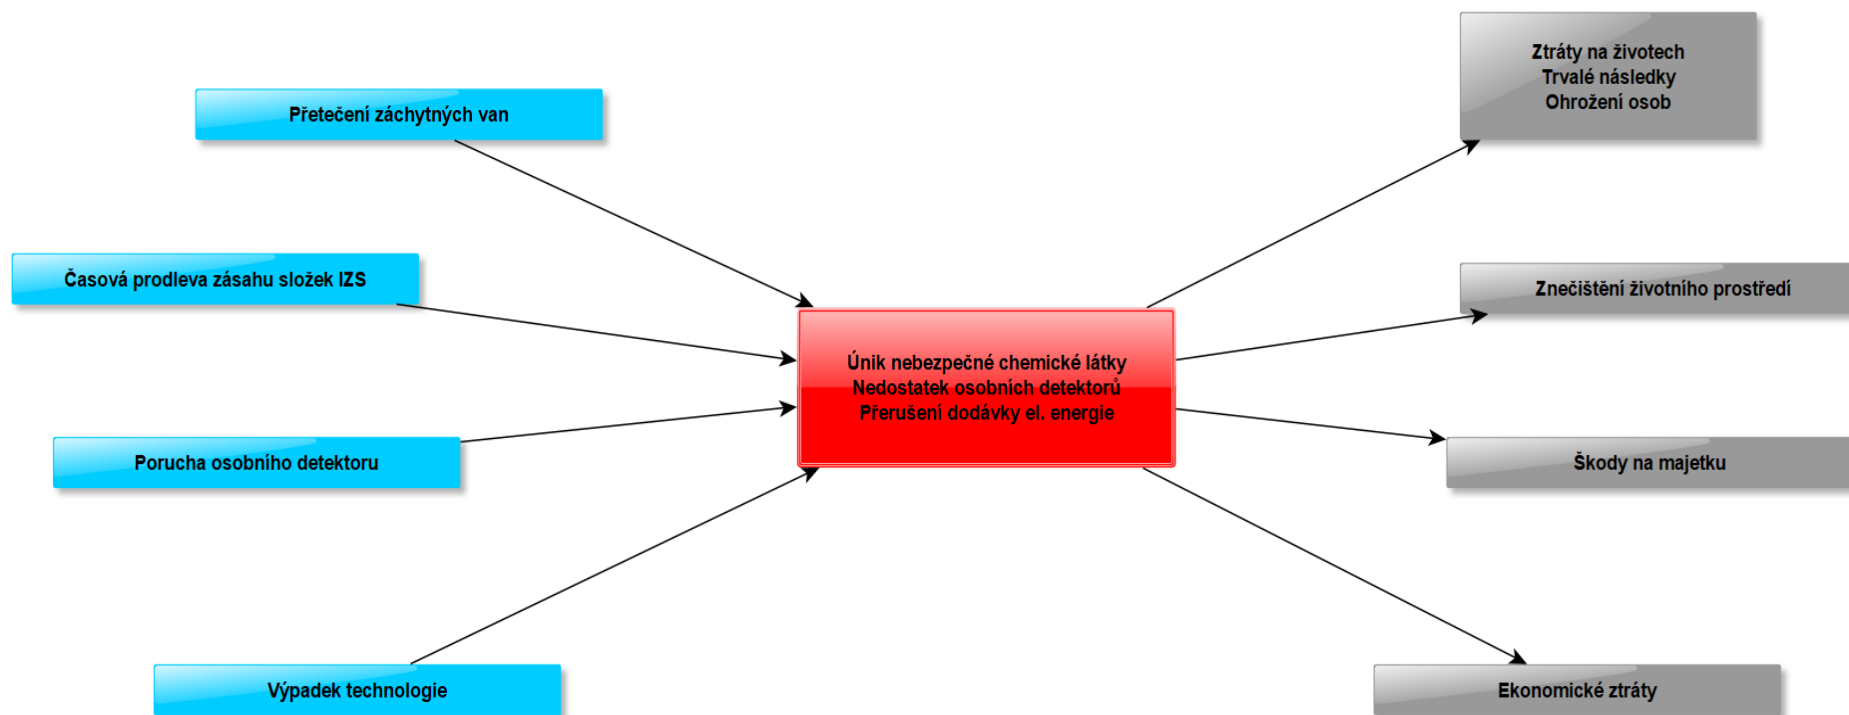 Přetečení záchytných van
Časová prodleva zásahu složek IZS
Porucha osobního detektoru
Výpadek technologie
Únik nebezpečné chemické látky
Nedostatek osobních detektorů
Přerušení dodávky el. energie
Ztráty na životech
Trvalé následky
Ohrožení osob
Znečištění životního prostředí
Škody na majetku
Ekonomické ztráty